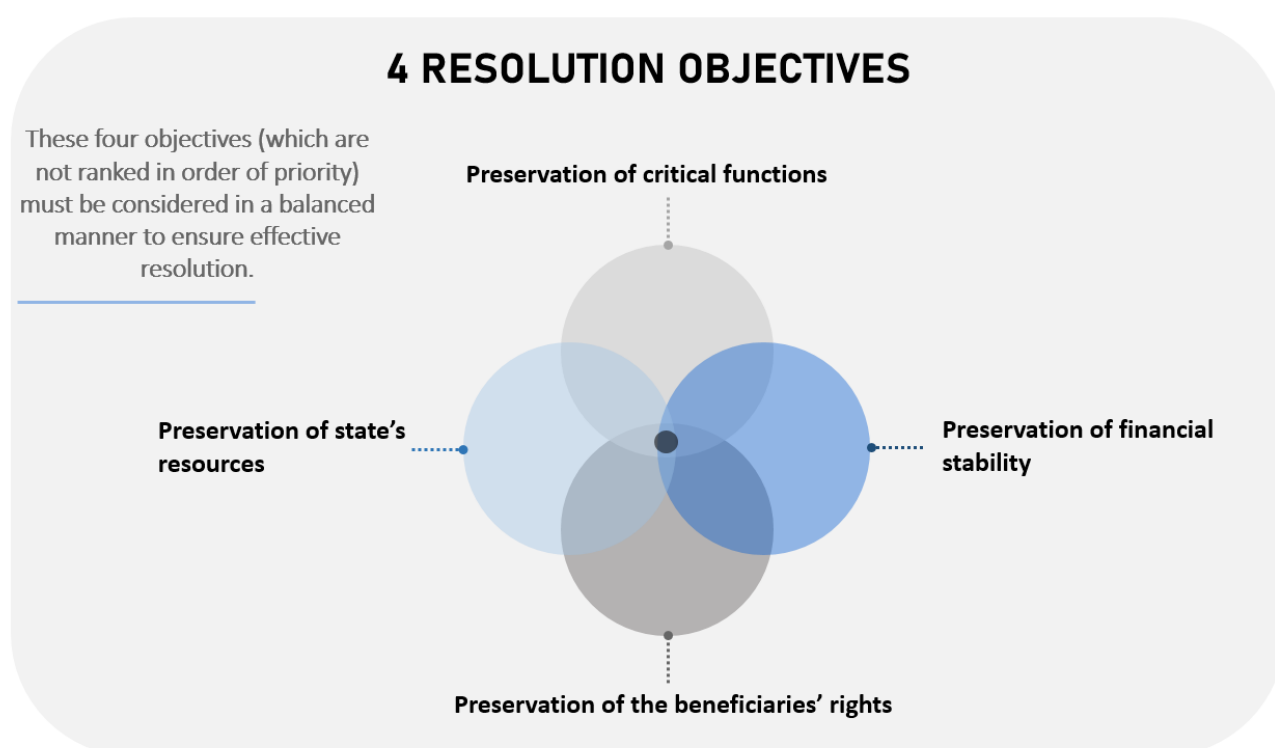 4 RESOLUTION OBJECTIVES
These four objectives (which are
not ranked in order of priority)
must be considered in a balanced
manner to ensure effective
resolution.
Preservation of critical functions
Preservation of state’s
resources
Preservation of financial
stability
Preservation of the beneficiaries’ rights